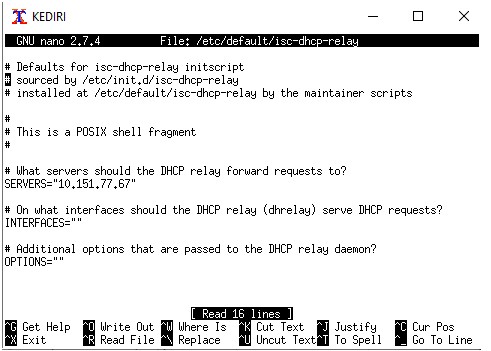 KEDIRI
GNU nano 2.7.4 File: /etc/default/isc-dhcp-relay
# Defaults for isc-dhcp-relay initscript
# sourced by /etc/init.d/isc-dhcp-relay
# installed at /etc/default/isc-dhcp-relay by the maintainer scripts
#
# This is a POSIX shell fragment
#
# What servers should the DHCP relay forward requests to?
SERVERS="10.151.77.67"
# On what interfaces should the DHCP relay (dhrelay) serve DHCP requests?
INTERFACES=""
# Additional options that are passed to the DHCP relay daemon?
OPTIONS=""
[ Read 16 lines ]
^G Get Help ^O Write Out ^W Where Is ^K Cut Text ^J Justify ^C Cur Pos
^X Exit ^R Read File ^\ Replace ^U Uncut Text ^T To Spell ^_ Go To Line